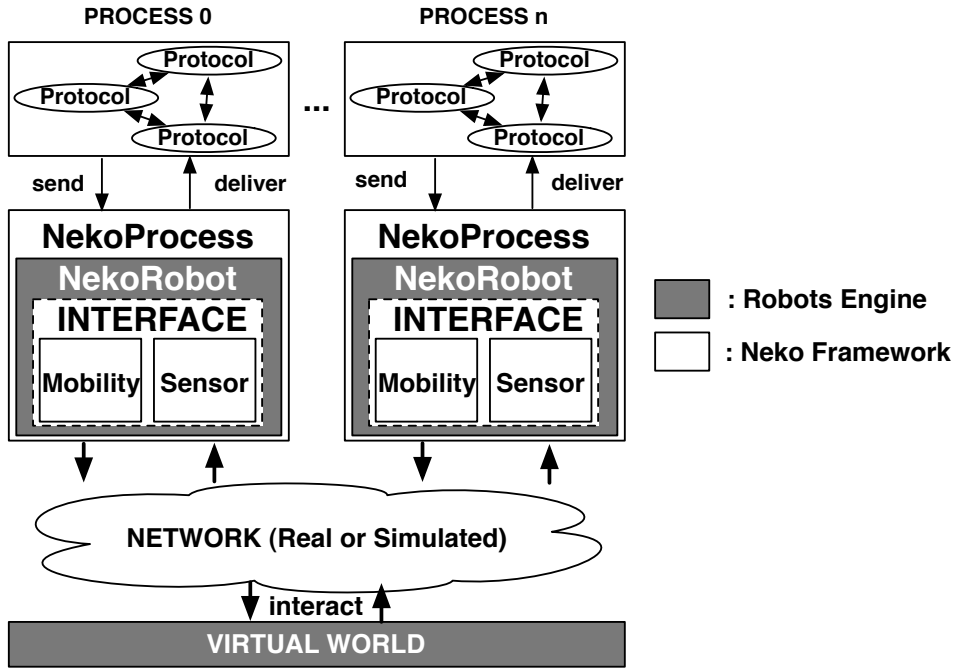 PROCESS 0
Protocol
Protocol
Protocol
send
deliver
NekoProcess
NekoRobot
INTERFACE
Mobility
Sensor
...
PROCESS n
Protocol
Protocol
Protocol
send
deliver
NekoProcess
NekoRobot
INTERFACE
Mobility
Sensor
: Robots Engine
: Neko Framework
NETWORK (Real or Simulated)
interact
VIRTUAL WORLD